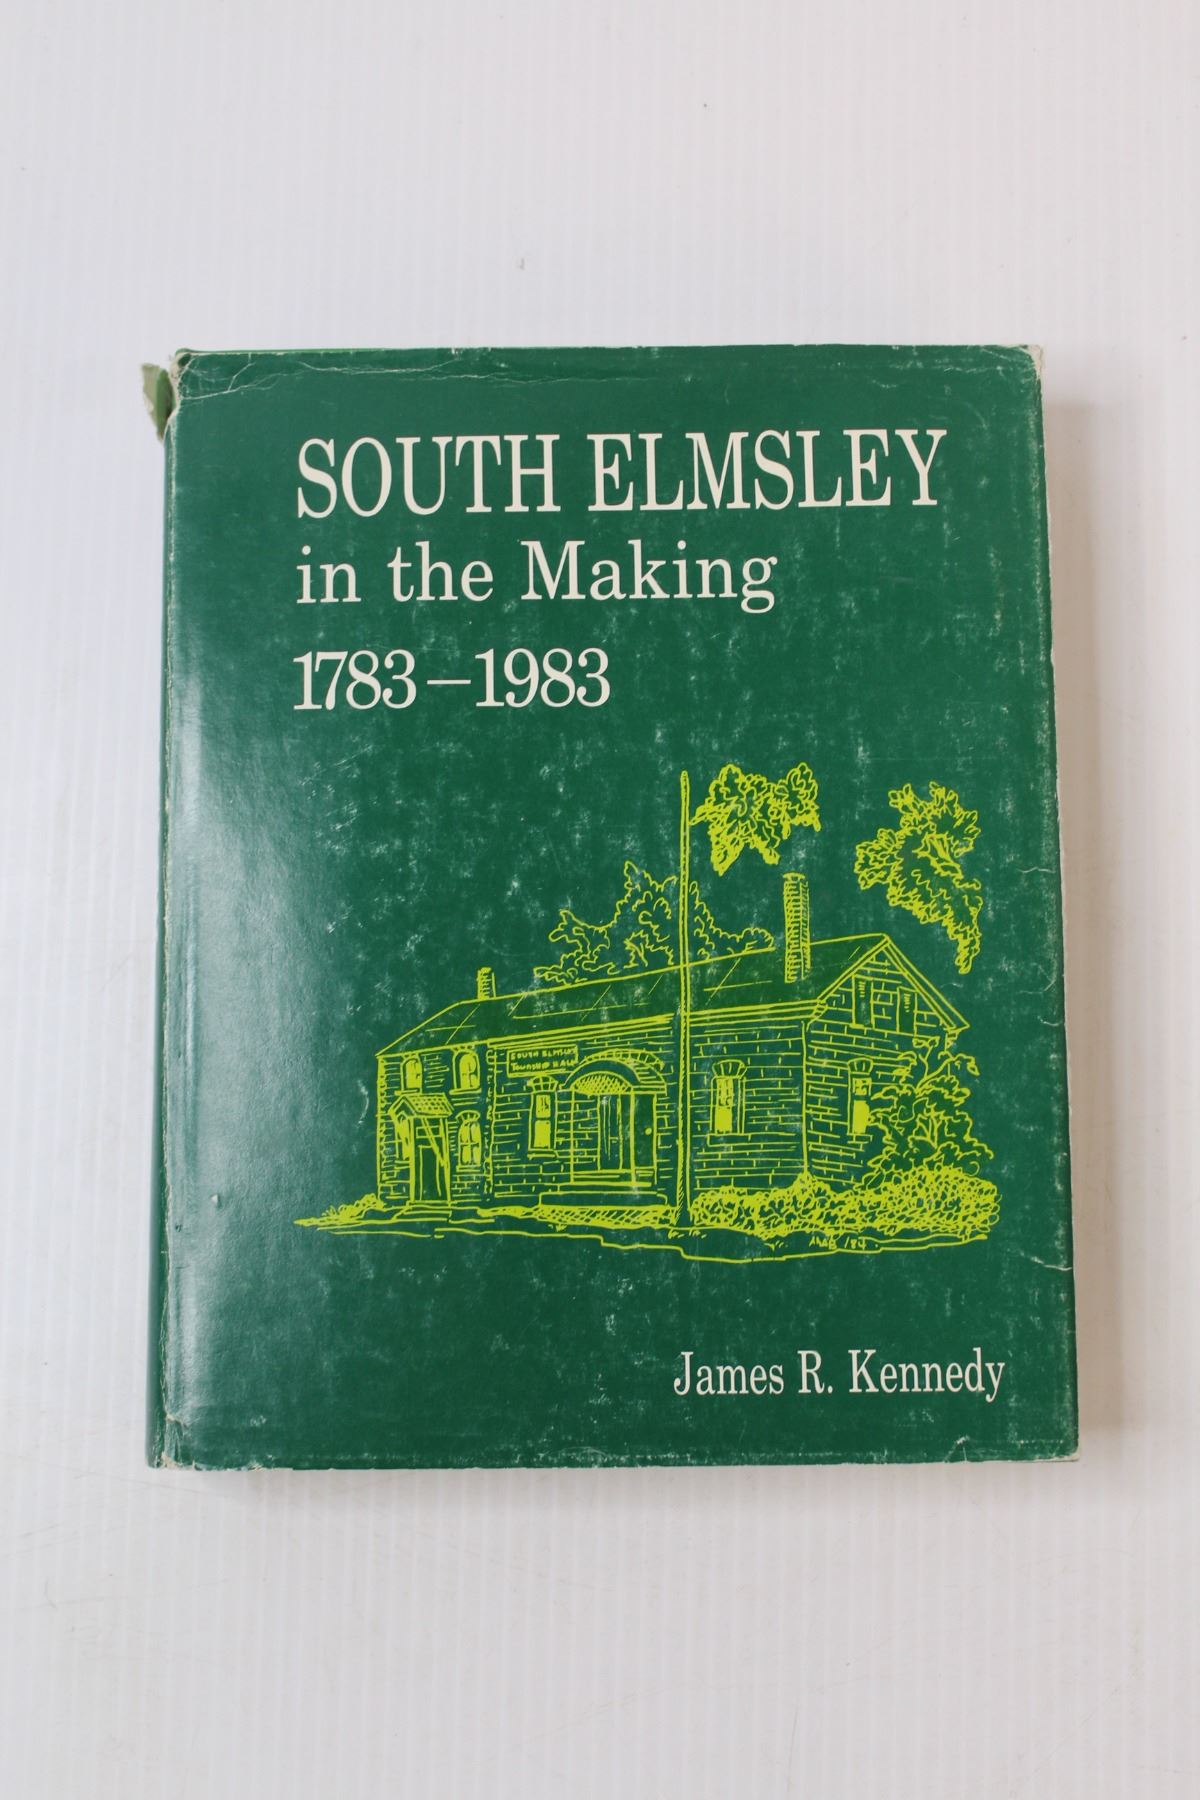 SOUTH ELMSLEY
in the Making
1783–1983
SOUTH ELMSLEY
TOWNSHIP HALL
James R. Kennedy